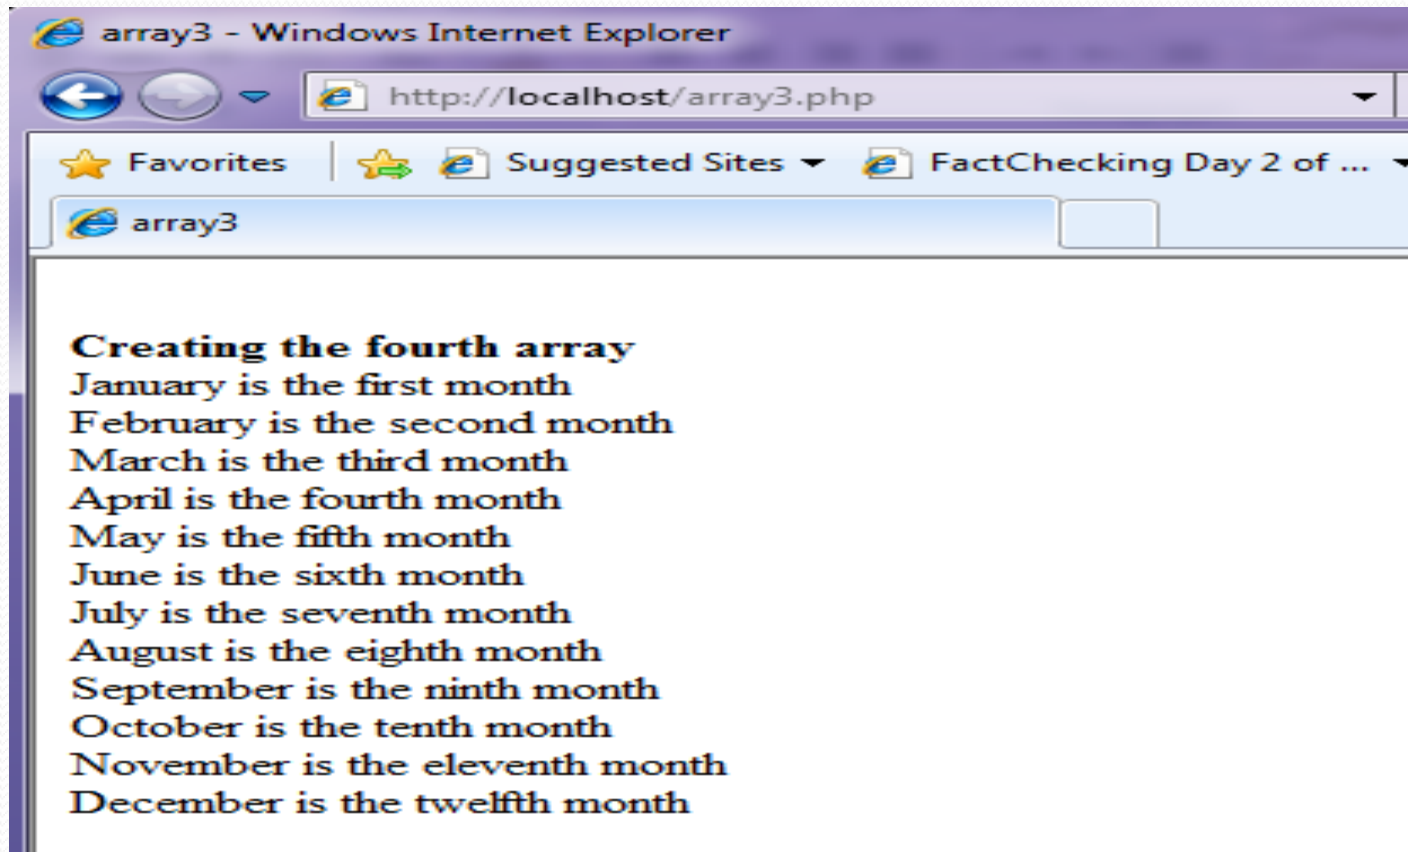 array3 - Windows Internet Explorer
http://localhost/array3.php
Favorites Suggested Sites FactChecking Day 2 of ...
array3
Creating the fourth array
January is the first month
February is the second month
March is the third month
April is the fourth month
May is the fifth month
June is the sixth month
July is the seventh month
August is the eighth month
September is the ninth month
October is the tenth month
November is the eleventh month
December is the twelfth month